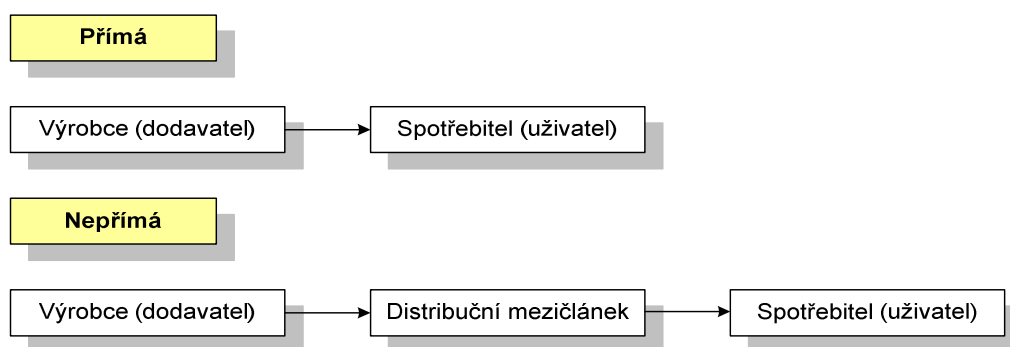 Přímá
Výrobce (dodavatel)
Spotřebitel (uživatel)
Nepřímá
Výrobce (dodavatel)
Distribuční mezičlánek
Spotřebitel (uživatel)